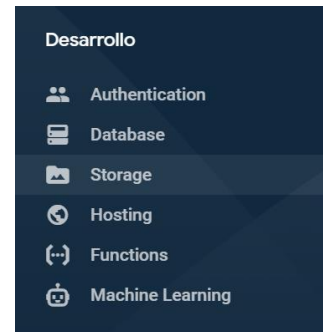 Desarrollo
Authentication
Database
Storage
Hosting
Functions
Machine Learning